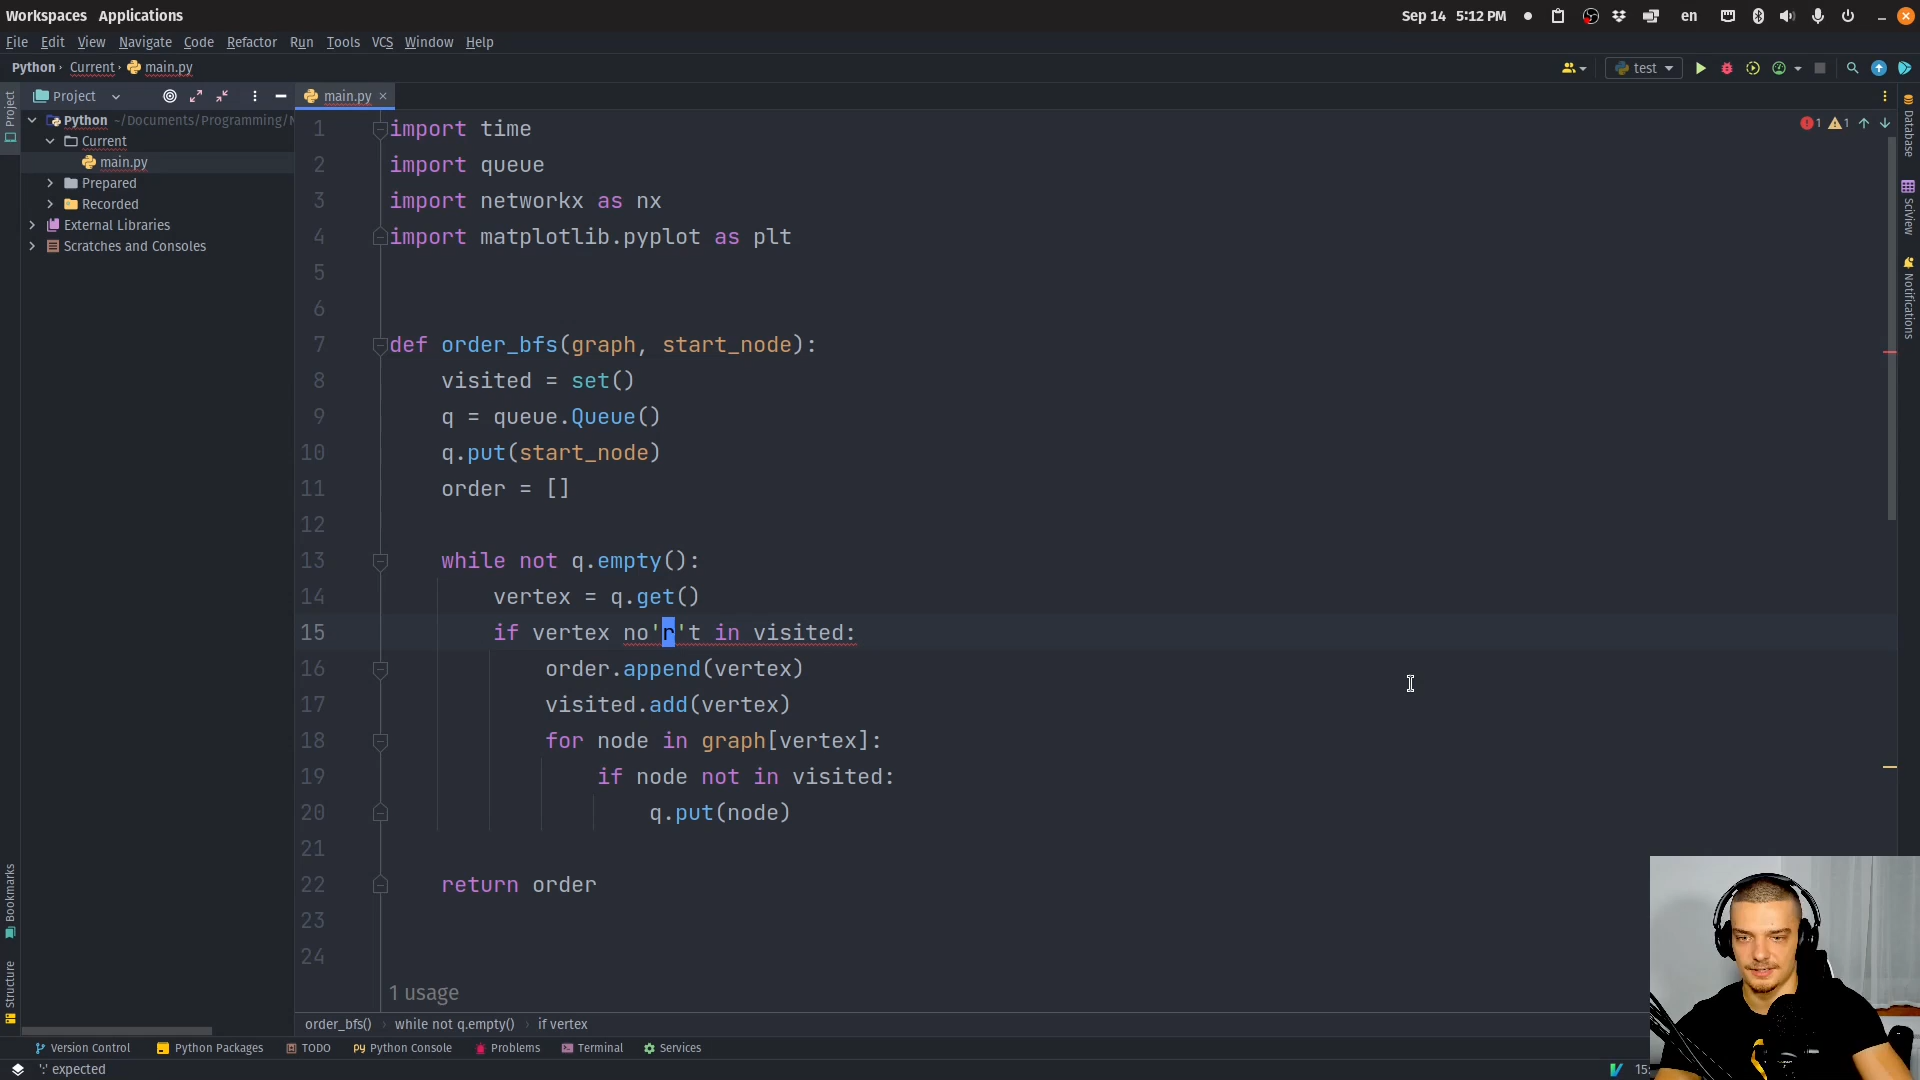 Workspaces Applications
Sep 14 5:12 PM
en
File Edit View Navigate Code Refactor Run Tools VCS Window Help
Python Current main.py
test
Project
main.py
Python ~/Documents/Programming/
Current
main.py
Prepared
Recorded
External Libraries
Scratches and Consoles
Project
Bookmarks
Structure
1 import time
2 import queue
3 import networkx as nx
4 import matplotlib.pyplot as plt
5
6
7 def order_bfs(graph, start_node):
8 visited = set()
9 q = queue.Queue()
10 q.put(start_node)
11 order = []
12
13 while not q.empty():
14 vertex = q.get()
15 if vertex no'r't in visited:
16 order.append(vertex)
17 visited.add(vertex)
18 for node in graph[vertex]:
19 if node not in visited:
20 q.put(node)
21
22 return order
23
24
1 usage
1 1
Database
SciView
Notifications
order_bfs() while not q.empty() if vertex
Version Control Python Packages TODO Python Console Problems Terminal Services
':' expected